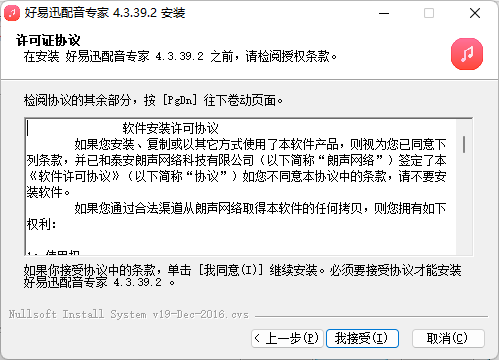 好易迅配音专家 4.3.39.2 安装
许可证协议
在安装 好易迅配音专家 4.3.39.2 之前，请检阅授权条款。
检阅协议的其余部分，按 [PgDn] 往下卷动页面。
软件安装许可协议
如果您安装、复制或以其它方式使用了本软件产品，则视为您已同意下
列条款，并已和泰安朗声网络科技有限公司（以下简称“朗声网络”）签定了本
《软件许可协议》（以下简称“协议”）如您不同意本协议中的条款，请不要安
装软件。
如果您通过合法渠道从朗声网络取得本软件的任何拷贝，则您拥有如下
权利：
1、使用权
如果你接受协议中的条款，单击 [我同意(I)] 继续安装。必须要接受协议才能安装
好易迅配音专家 4.3.39.2 。
Nullsoft Install System v19-Dec-2016.cvs
< 上一步(P) 我接受(I) 取消(C)